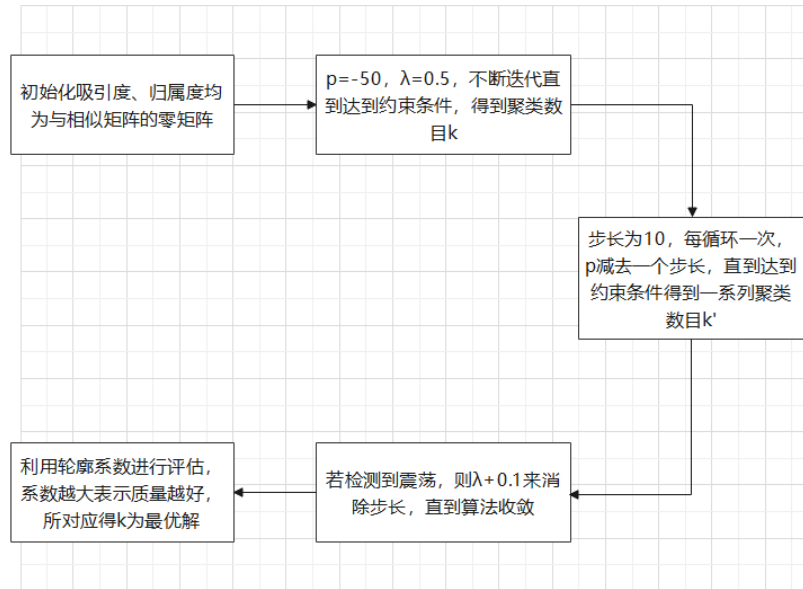 初始化吸引度、归属度均
为与相似矩阵的零矩阵
p=-50，λ=0.5，不断迭代直
到达到约束条件，得到聚类数
目k
步长为10，每循环一次，
p减去一个步长，直到达到
约束条件得到一系列聚类
数目k'
若检测到震荡，则λ+0.1来消
除步长，直到算法收敛
利用轮廓系数进行评估，
系数越大表示质量越好，
所对应得k为最优解